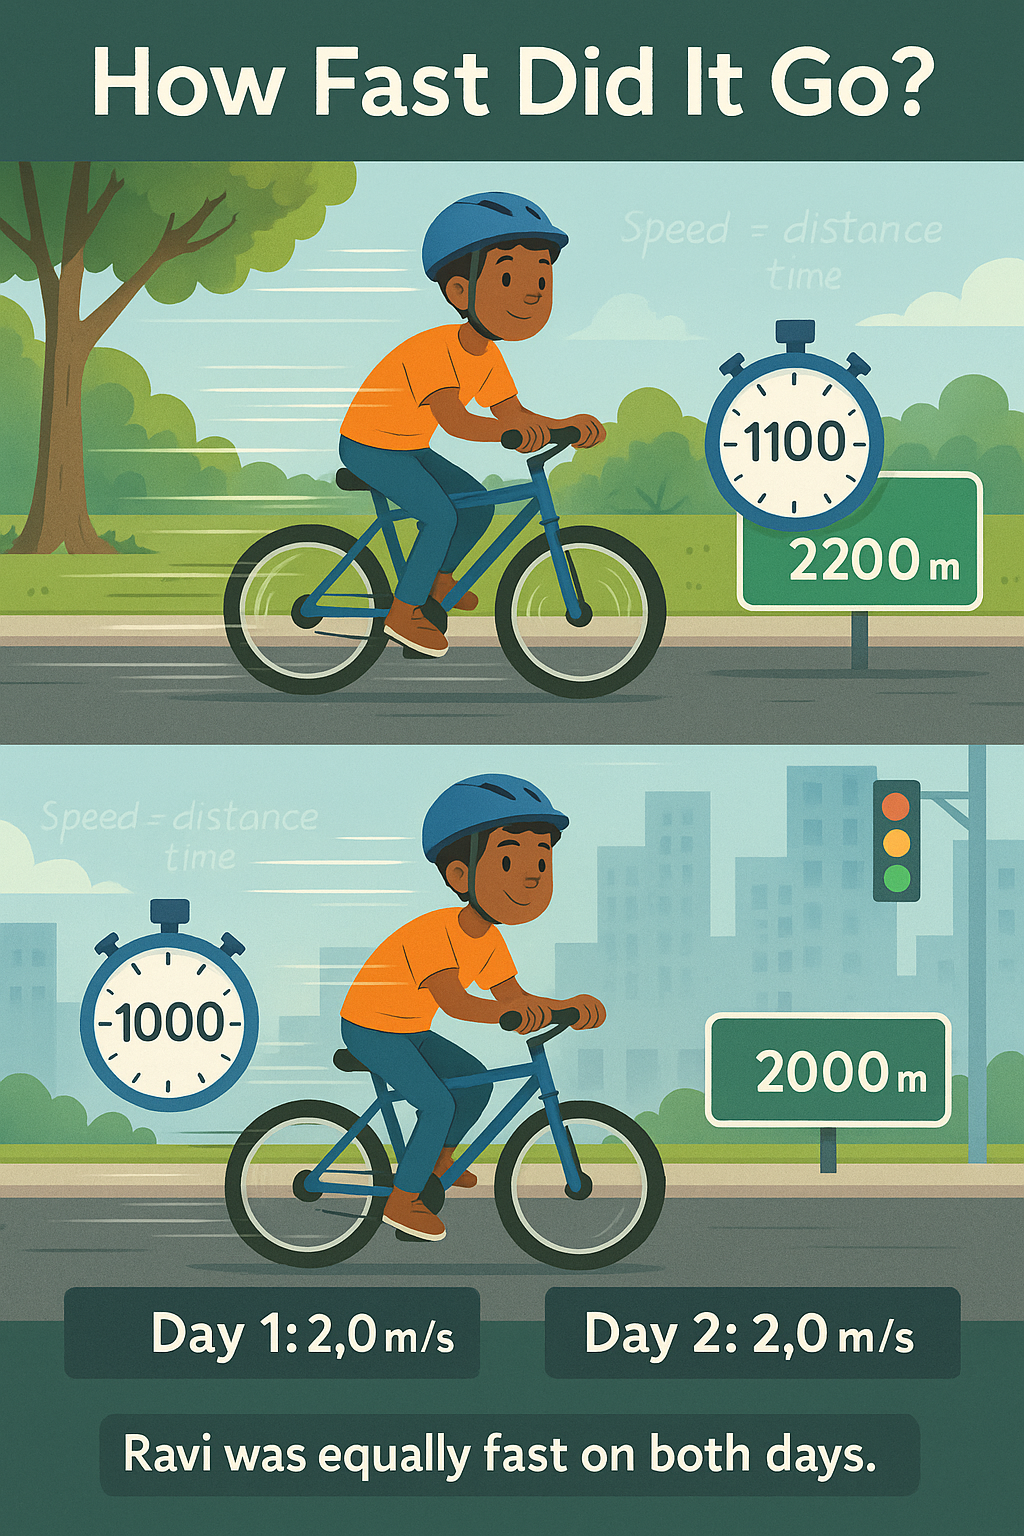 How Fast Did It Go?
Speed = distance
time
1100
2200 m
Speed = distance
time
1000
2000 m
Day 1: 2,0 m/s
Day 2: 2,0 m/s
Ravi was equally fast on both days.